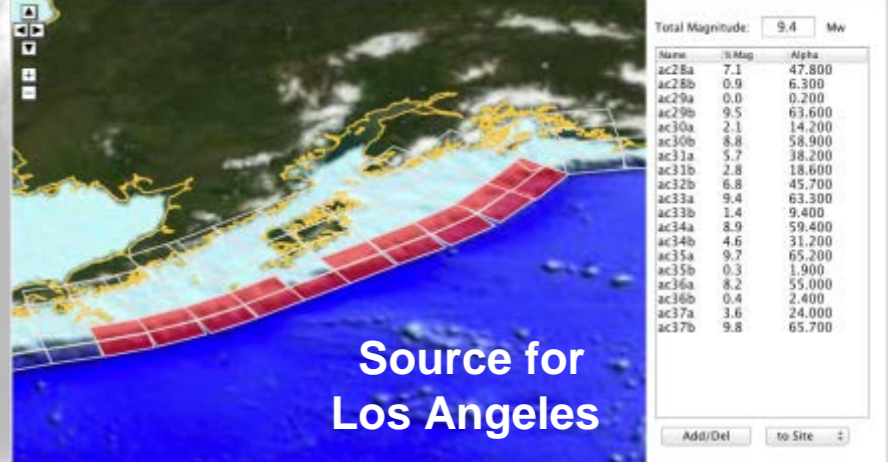 Total Magnitude: 9.4 Mw
Name % Mag Alpha
ac28a 7.1 47.800
ac28b 0.9 6.300
ac29a 0.0 0.200
ac29b 9.5 63.600
ac30a 2.1 14.200
ac30b 8.8 58.900
ac31a 5.7 38.200
ac31b 2.8 18.600
ac32b 6.8 45.700
ac33a 9.4 63.300
ac33b 1.4 9.400
ac34a 8.9 59.400
ac34b 4.6 31.200
ac35a 9.7 65.200
ac35b 0.3 1.900
ac36a 8.2 55.000
ac36b 0.4 2.400
ac37a 3.6 24.000
ac37b 9.8 65.700
Source for
Los Angeles
Add/Del to Site